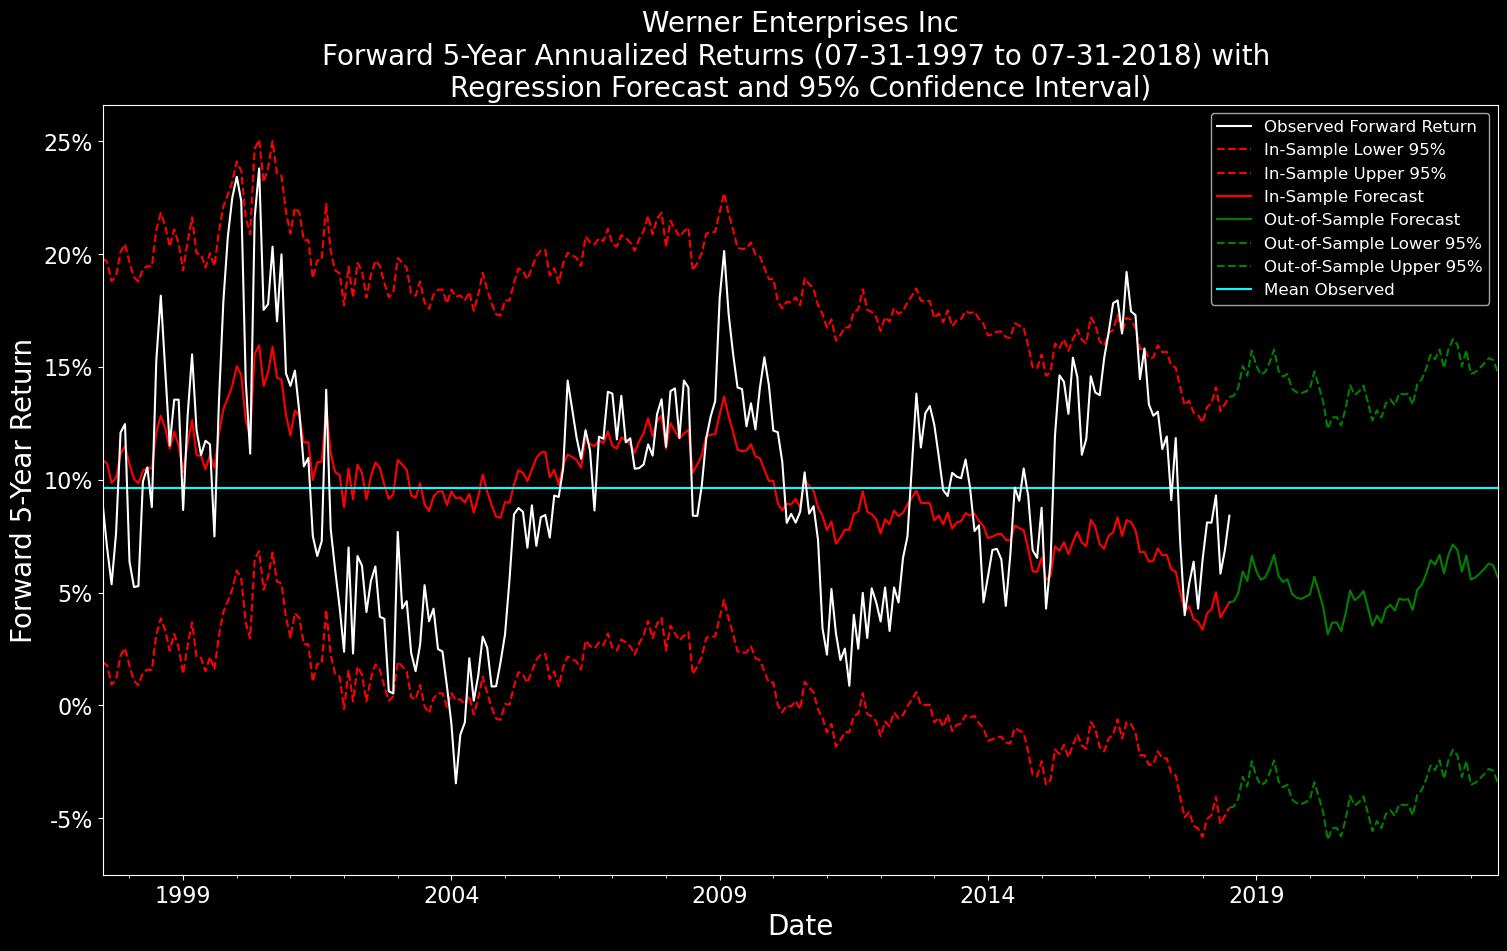 Werner Enterprises Inc
Forward 5-Year Annualized Returns (07-31-1997 to 07-31-2018) with
Regression Forecast and 95% Confidence Interval)
Observed Forward Return
In-Sample Lower 95%
In-Sample Upper 95%
In-Sample Forecast
Out-of-Sample Forecast
Out-of-Sample Lower 95%
Out-of-Sample Upper 95%
Mean Observed
Forward 5-Year Return
25%
20%
15%
10%
5%
0%
-5%
1999
2004
2009
2014
2019
Date